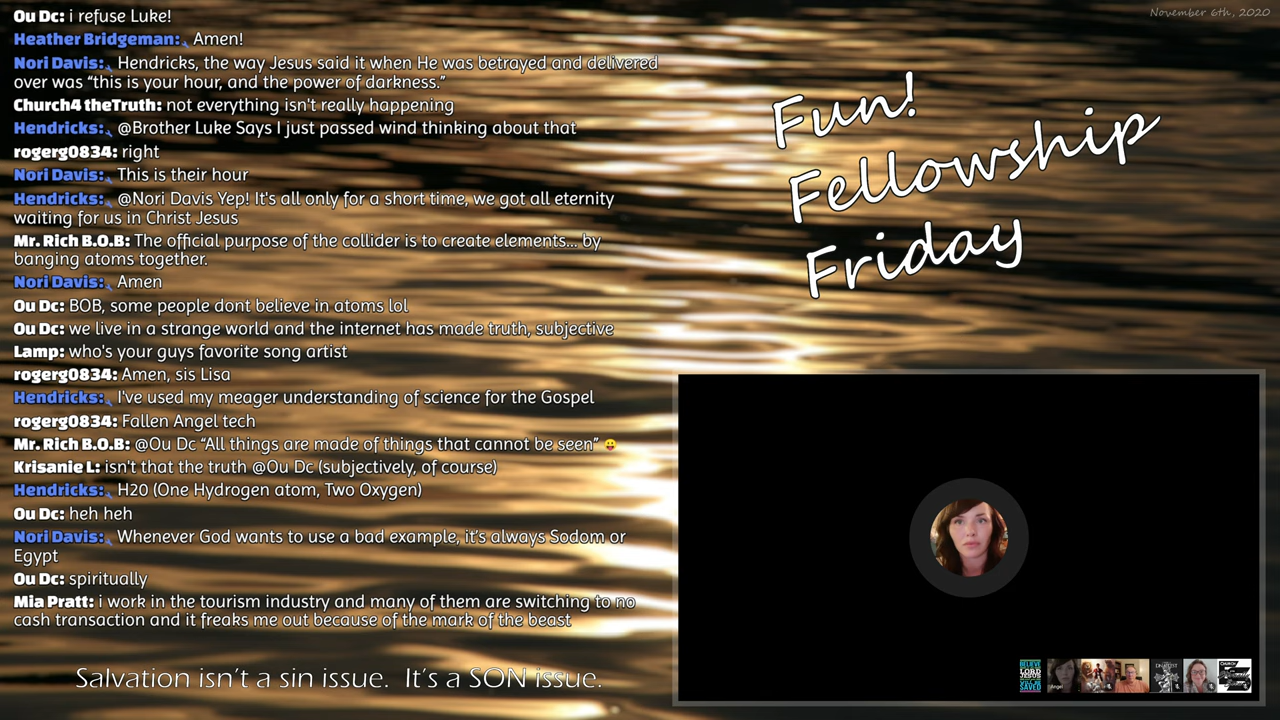 Ou Dc: i refuse Luke!
Heather Bridgeman: Amen!
Nori Davis: Hendricks, the way Jesus said it when He was betrayed and delivered
over was “this is your hour, and the power of darkness.”
Church4 theTruth: not everything isn't really happening
Hendricks: @Brother Luke Says I just passed wind thinking about that
rogerg0834: right
Nori Davis: This is their hour
Hendricks: @Nori Davis Yep! It's all only for a short time, we got all eternity
waiting for us in Christ Jesus
Mr. Rich B.O.B: The official purpose of the collider is to create elements... by
banging atoms together.
Nori Davis: Amen
Ou Dc: BOB, some people dont believe in atoms lol
Ou Dc: we live in a strange world and the internet has made truth, subjective
Lamp: who's your guys favorite song artist
rogerg0834: Amen, sis Lisa
Hendricks: I've used my meager understanding of science for the Gospel
rogerg0834: Fallen Angel tech
Mr. Rich B.O.B: @Ou Dc “All things are made of things that cannot be seen” 😛
Krisanie L: isn't that the truth @Ou Dc (subjectively, of course)
Hendricks: H20 (One Hydrogen atom, Two Oxygen)
Ou Dc: heh heh
Nori Davis: Whenever God wants to use a bad example, it's always Sodom or
Egypt
Ou Dc: spiritually
Mia Pratt: i work in the tourism industry and many of them are switching to no
cash transaction and it freaks me out because of the mark of the beast
Salvation isn't a sin issue. It's a SON issue.
November 6th, 2020
Fun!
Fellowship
Friday
BELIEVE
LORD
JESUS
SAVED
Angel
CHURCH